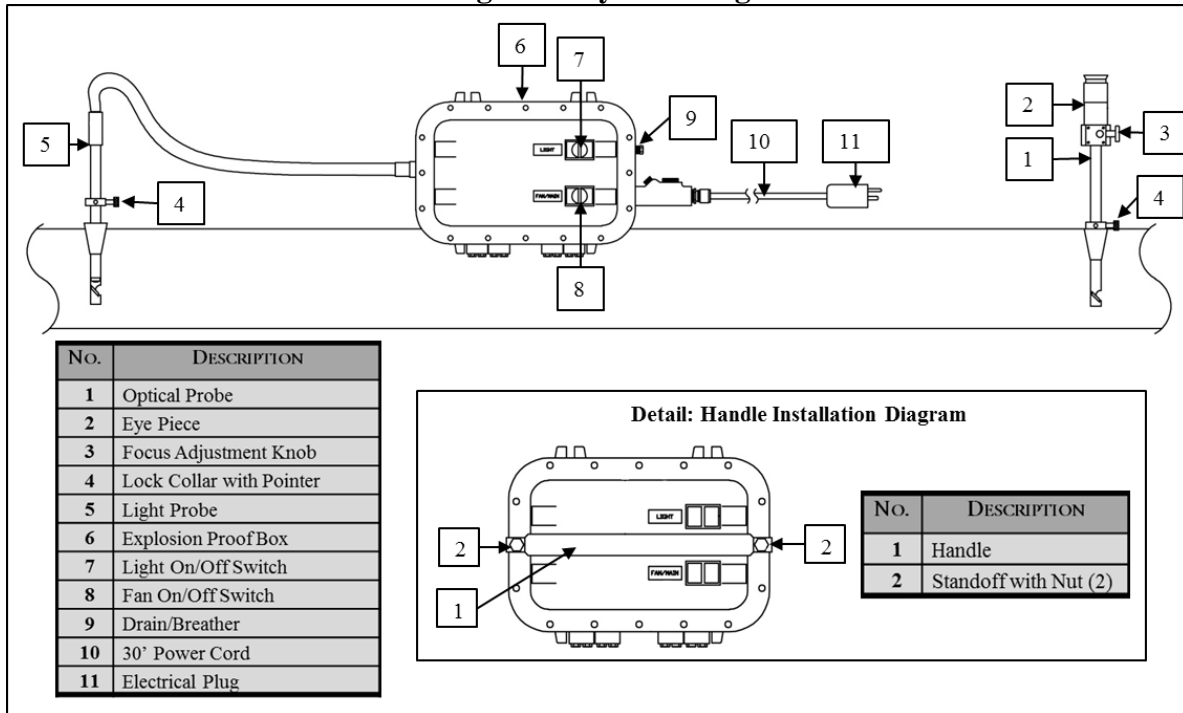 6
7
9
10
11
5
4
8
2
3
1
4
LIGHT
FAN/MAIN
NO. DESCRIPTION
1 Optical Probe
2 Eye Piece
3 Focus Adjustment Knob
4 Lock Collar with Pointer
5 Light Probe
6 Explosion Proof Box
7 Light On/Off Switch
8 Fan On/Off Switch
9 Drain/Breather
10 30’ Power Cord
11 Electrical Plug
Detail: Handle Installation Diagram
LIGHT
2
2
FAN/MAIN
1
NO. DESCRIPTION
1 Handle
2 Standoff with Nut (2)